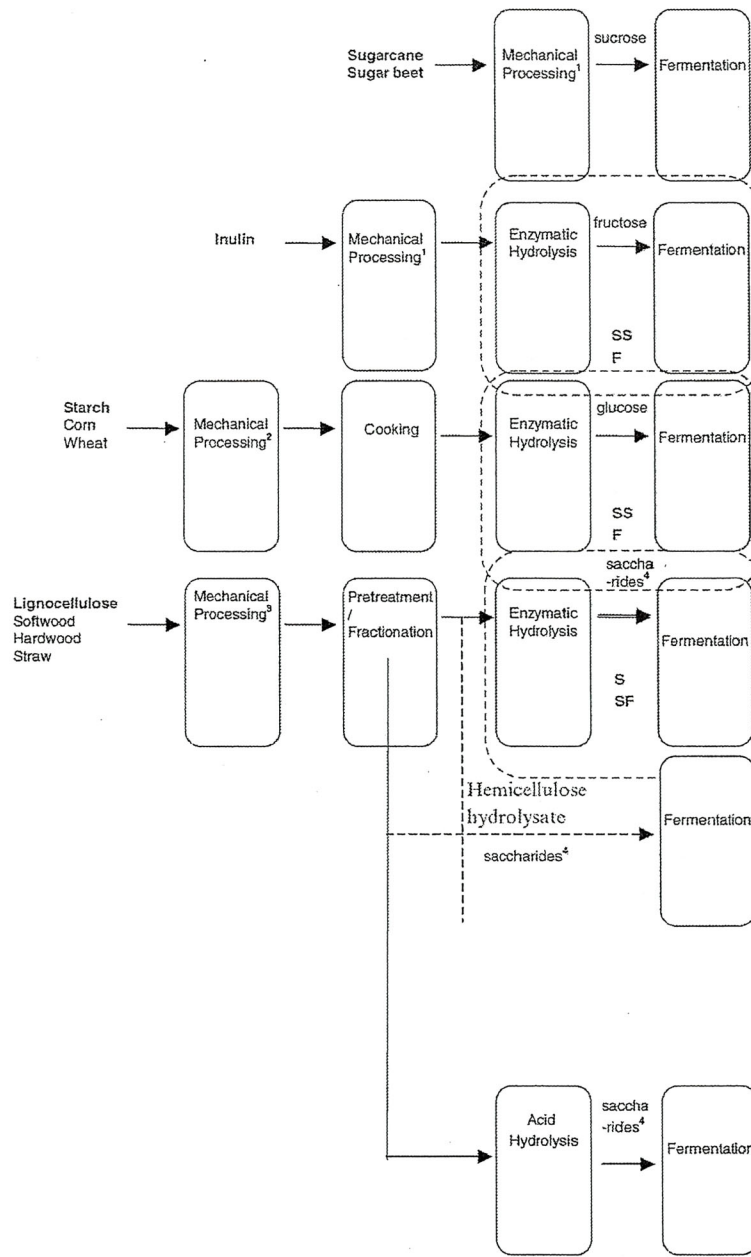 Sugarcane
Sugar beet
Mechanical
Processing¹
sucrose
Fermentation
Inulin
Mechanical
Processing¹
Enzymatic
Hydrolysis
fructose
Fermentation
SS
F
Starch
Corn
Wheat
Mechanical
Processing²
Cooking
Enzymatic
Hydrolysis
glucose
Fermentation
SS
F
Lignocellulose
Softwood
Hardwood
Straw
Mechanical
Processing³
Pretreatment
/
Fractionation
Enzymatic
Hydrolysis
saccha
-rides⁴
Fermentation
S
SF
Hemicellulose
hydrolysate
saccharides⁴
Fermentation
Acid
Hydrolysis
saccha
-rides⁴
Fermentation